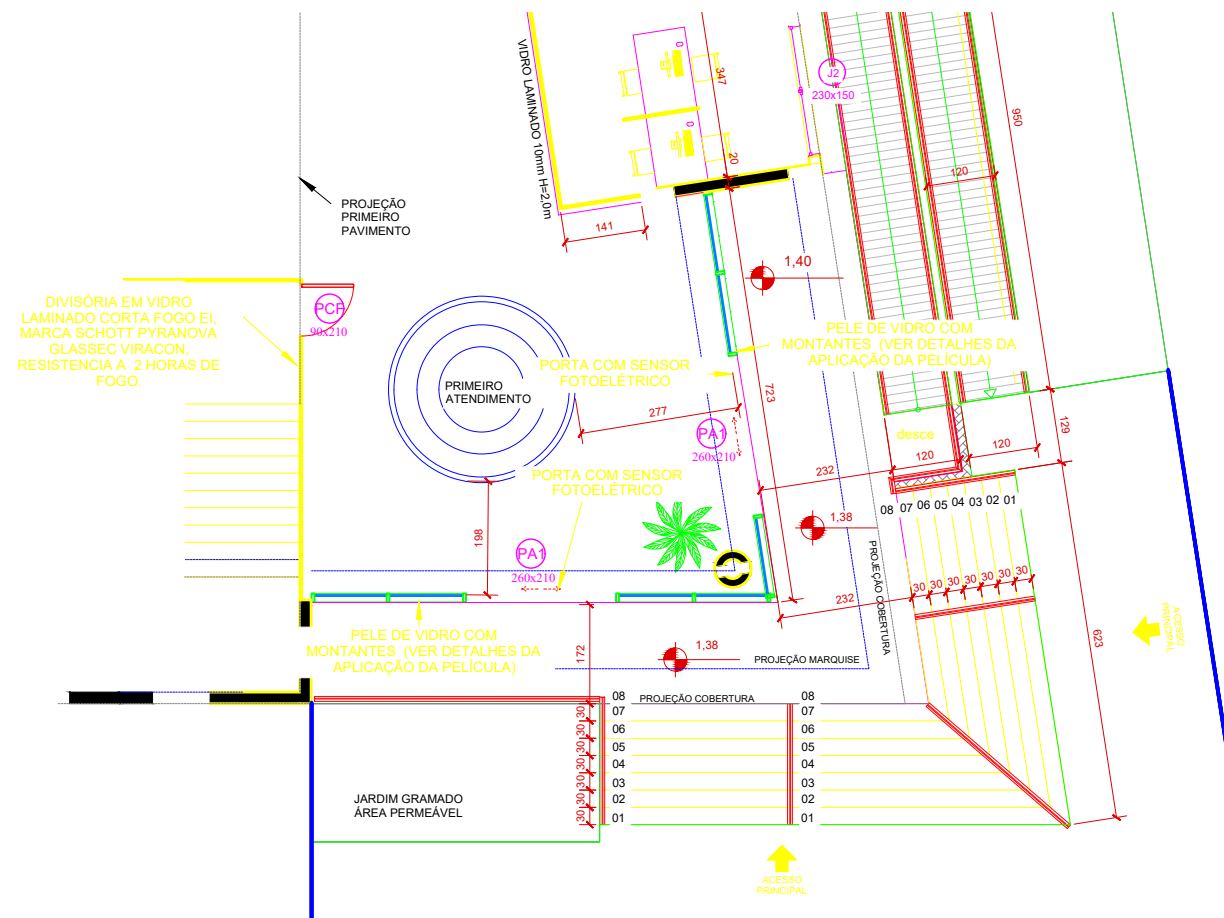 VIDRO LAMINADO 10mm H=2,0m
347
J2
230x150
950
20
120
PROJEÇÃO
PRIMEIRO
PAVIMENTO
141
1,40
DIVISÓRIA EM VIDRO
LAMINADO CORTA FOGO EI,
MARCA SCHOTT PYRANOVA
GLASSEC VIRACON.
RESISTENCIA A 2 HORAS DE
FOGO.
PCF
90x210
PELE DE VIDRO COM
MONTANTES (VER DETALHES DA
APLICAÇÃO DA PELÍCULA)
PORTA COM SENSOR
FOTOELÉTRICO
PRIMEIRO
ATENDIMENTO
723
277
PA1
260x210
desce
129
120
120
232
PORTA COM SENSOR
FOTOELÉTRICO
08 07 06 05 04 03 02 01
1,38
198
PA1
260x210
PROJEÇÃO COBERTURA
30 30 30 30 30 30 30
232
ACESSO
PRINCIPAL
623
PELE DE VIDRO COM
MONTANTES (VER DETALHES DA
APLICAÇÃO DA PELÍCULA)
172
1,38
PROJEÇÃO MARQUISE
PROJEÇÃO COBERTURA
08
07
06
05
04
03
02
01
08
07
06
05
04
03
02
01
30
30
30
30
30
30
30
JARDIM GRAMADO
ÁREA PERMEÁVEL
ACESSO
PRINCIPAL